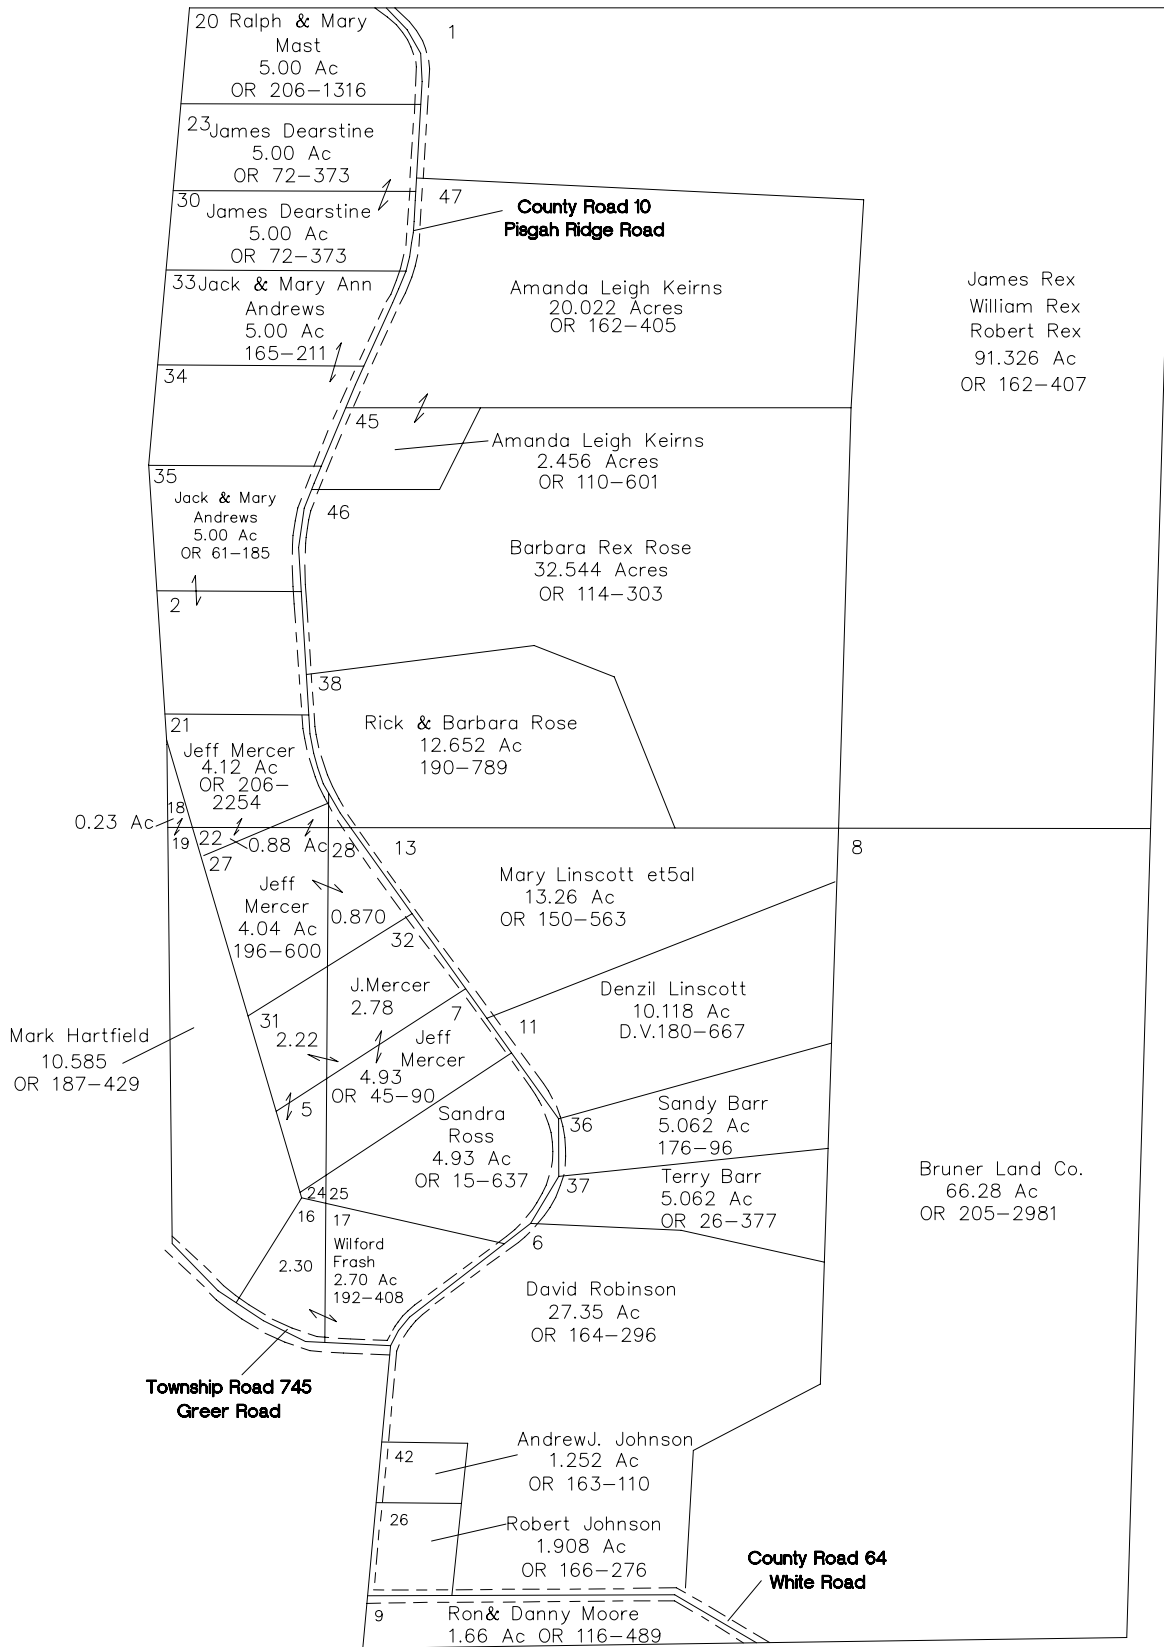 20 Ralph & Mary
Mast
5.00 Ac
OR 206-1316
1
23 James Dearstine
5.00 Ac
OR 72-373
30 James Dearstine
5.00 Ac
OR 72-373
47
County Road 10
Pisgah Ridge Road
33 Jack & Mary Ann
Andrews
5.00 Ac
165-211
Amanda Leigh Keirns
20.022 Acres
OR 162-405
James Rex
William Rex
Robert Rex
91.326 Ac
OR 162-407
34
45
Amanda Leigh Keirns
2.456 Acres
OR 110-601
35
Jack & Mary
Andrews
5.00 Ac
OR 61-185
46
Barbara Rex Rose
32.544 Acres
OR 114-303
2
38
Rick & Barbara Rose
12.652 Ac
190-789
21
Jeff Mercer
4.12 Ac
OR 206-
2254
18
0.23 Ac
19
22
0.88 Ac
27
28
13
8
Jeff
Mercer
4.04 Ac
196-600
0.870
Mary Linscott et5al
13.26 Ac
OR 150-563
32
J.Mercer
2.78
31
2.22
7
Jeff
Mercer
4.93
OR 45-90
11
Denzil Linscott
10.118 Ac
D.V.180-667
Mark Hartfield
10.585
OR 187-429
5
Sandra
Ross
4.93 Ac
OR 15-637
36
Sandy Barr
5.062 Ac
176-96
24
25
37
Terry Barr
5.062 Ac
OR 26-377
Bruner Land Co.
66.28 Ac
OR 205-2981
16
17
2.30
Wilford
Frash
2.70 Ac
192-408
6
David Robinson
27.35 Ac
OR 164-296
Township Road 745
Greer Road
42
AndrewJ. Johnson
1.252 Ac
OR 163-110
26
Robert Johnson
1.908 Ac
OR 166-276
County Road 64
White Road
9
Ron& Danny Moore
1.66 Ac OR 116-489